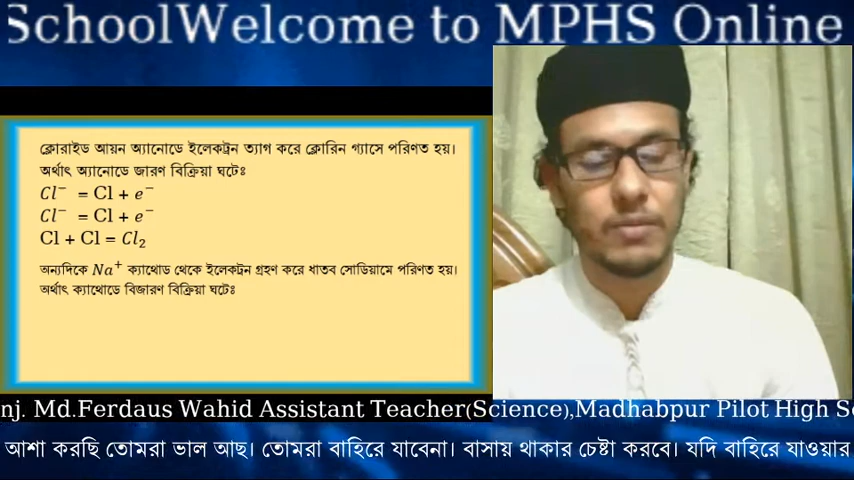 SchoolWelcome to MPHS Online
ক্লোরাইড আয়ন অ্যানোডে ইলেকট্রন ত্যাগ করে ক্লোরিন গ্যাসে পরিণত হয়।
অর্থাৎ অ্যানোডে জারণ বিক্রিয়া ঘটেঃ
Cl⁻ = Cl + e⁻
Cl⁻ = Cl + e⁻
Cl + Cl = Cl₂
অন্যদিকে Na⁺ ক্যাথোড থেকে ইলেকট্রন গ্রহণ করে ধাতব সোডিয়ামে পরিণত হয়।
অর্থাৎ ক্যাথোডে বিজারণ বিক্রিয়া ঘটেঃ
nj. Md.Ferdaus Wahid Assistant Teacher(Science),Madhabpur Pilot High Sc
আশা করছি তোমরা ভাল আছ। তোমরা বাহিরে যাবেনা। বাসায় থাকার চেষ্টা করবে। যদি বাহিরে যাওয়ার